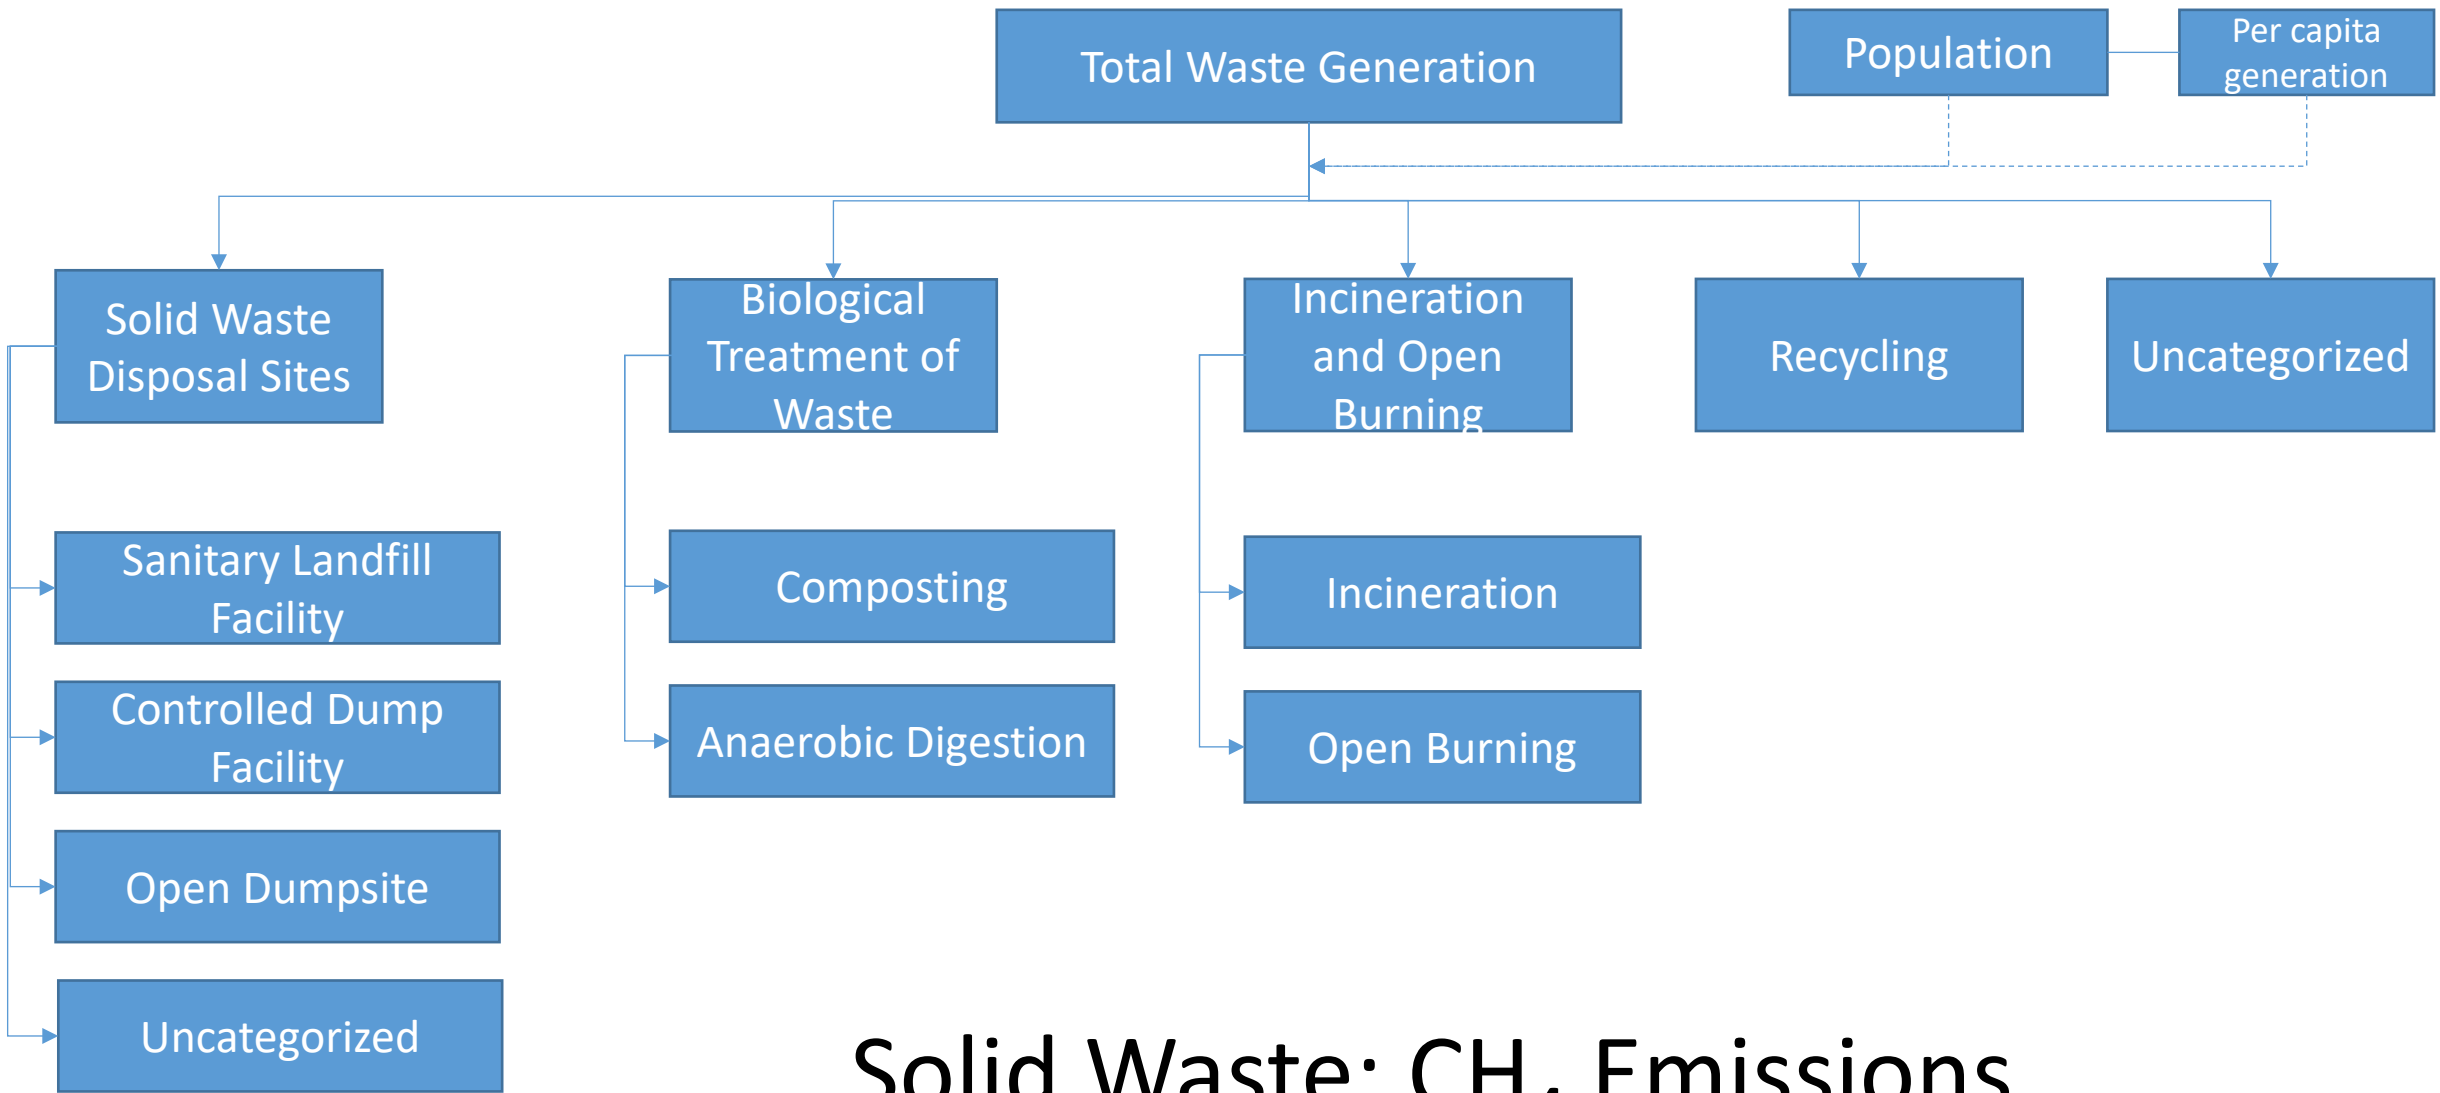 Total Waste Generation
Population
Per capita
generation
Solid Waste
Disposal Sites
Biological
Treatment of
Waste
Incineration
and Open
Burning
Recycling
Uncategorized
Sanitary Landfill
Facility
Controlled Dump
Facility
Open Dumpsite
Uncategorized
Composting
Anaerobic Digestion
Incineration
Open Burning
Solid Waste: CH₄ Emissions